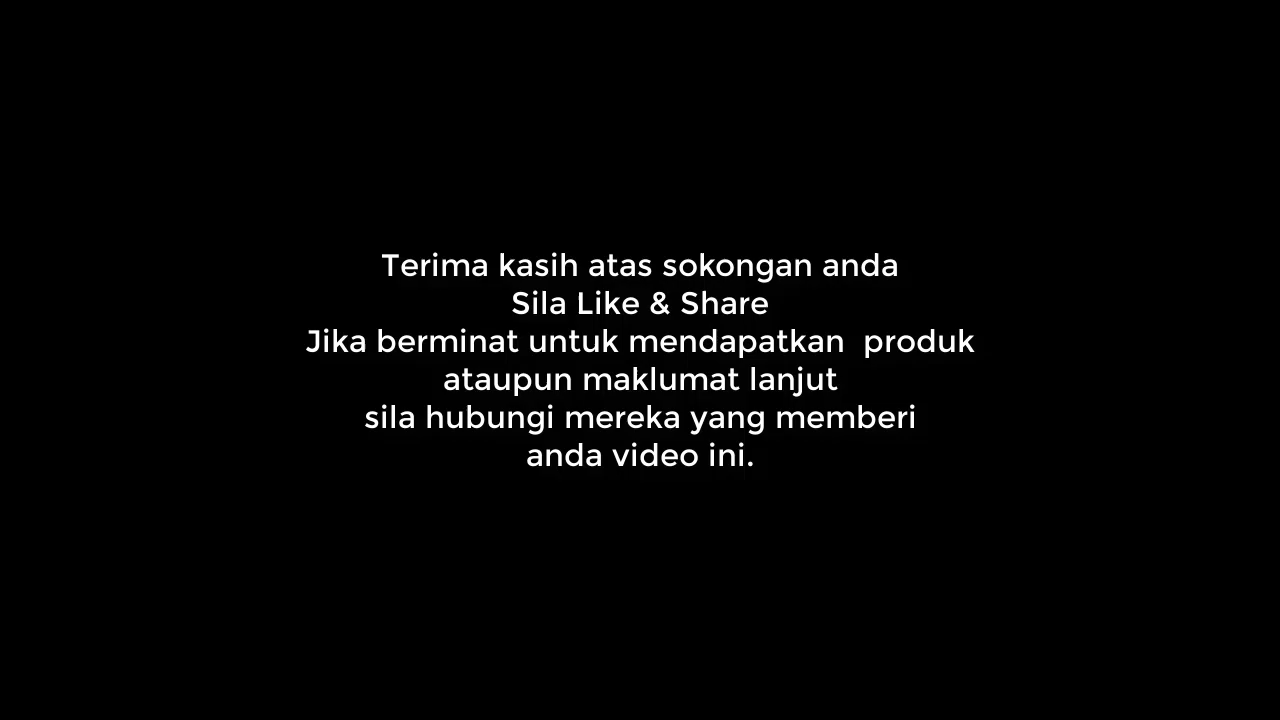 Terima kasih atas sokongan anda
Sila Like & Share
Jika berminat untuk mendapatkan  produk
ataupun maklumat lanjut
sila hubungi mereka yang memberi
anda video ini.